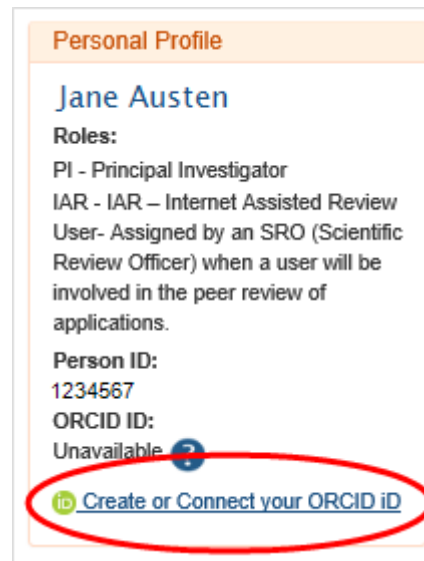 Personal Profile
Jane Austen
Roles:
PI - Principal Investigator
IAR - IAR – Internet Assisted Review
User- Assigned by an SRO (Scientific
Review Officer) when a user will be
involved in the peer review of
applications.
Person ID:
1234567
ORCID ID:
Unavailable ?
iD Create or Connect your ORCID iD